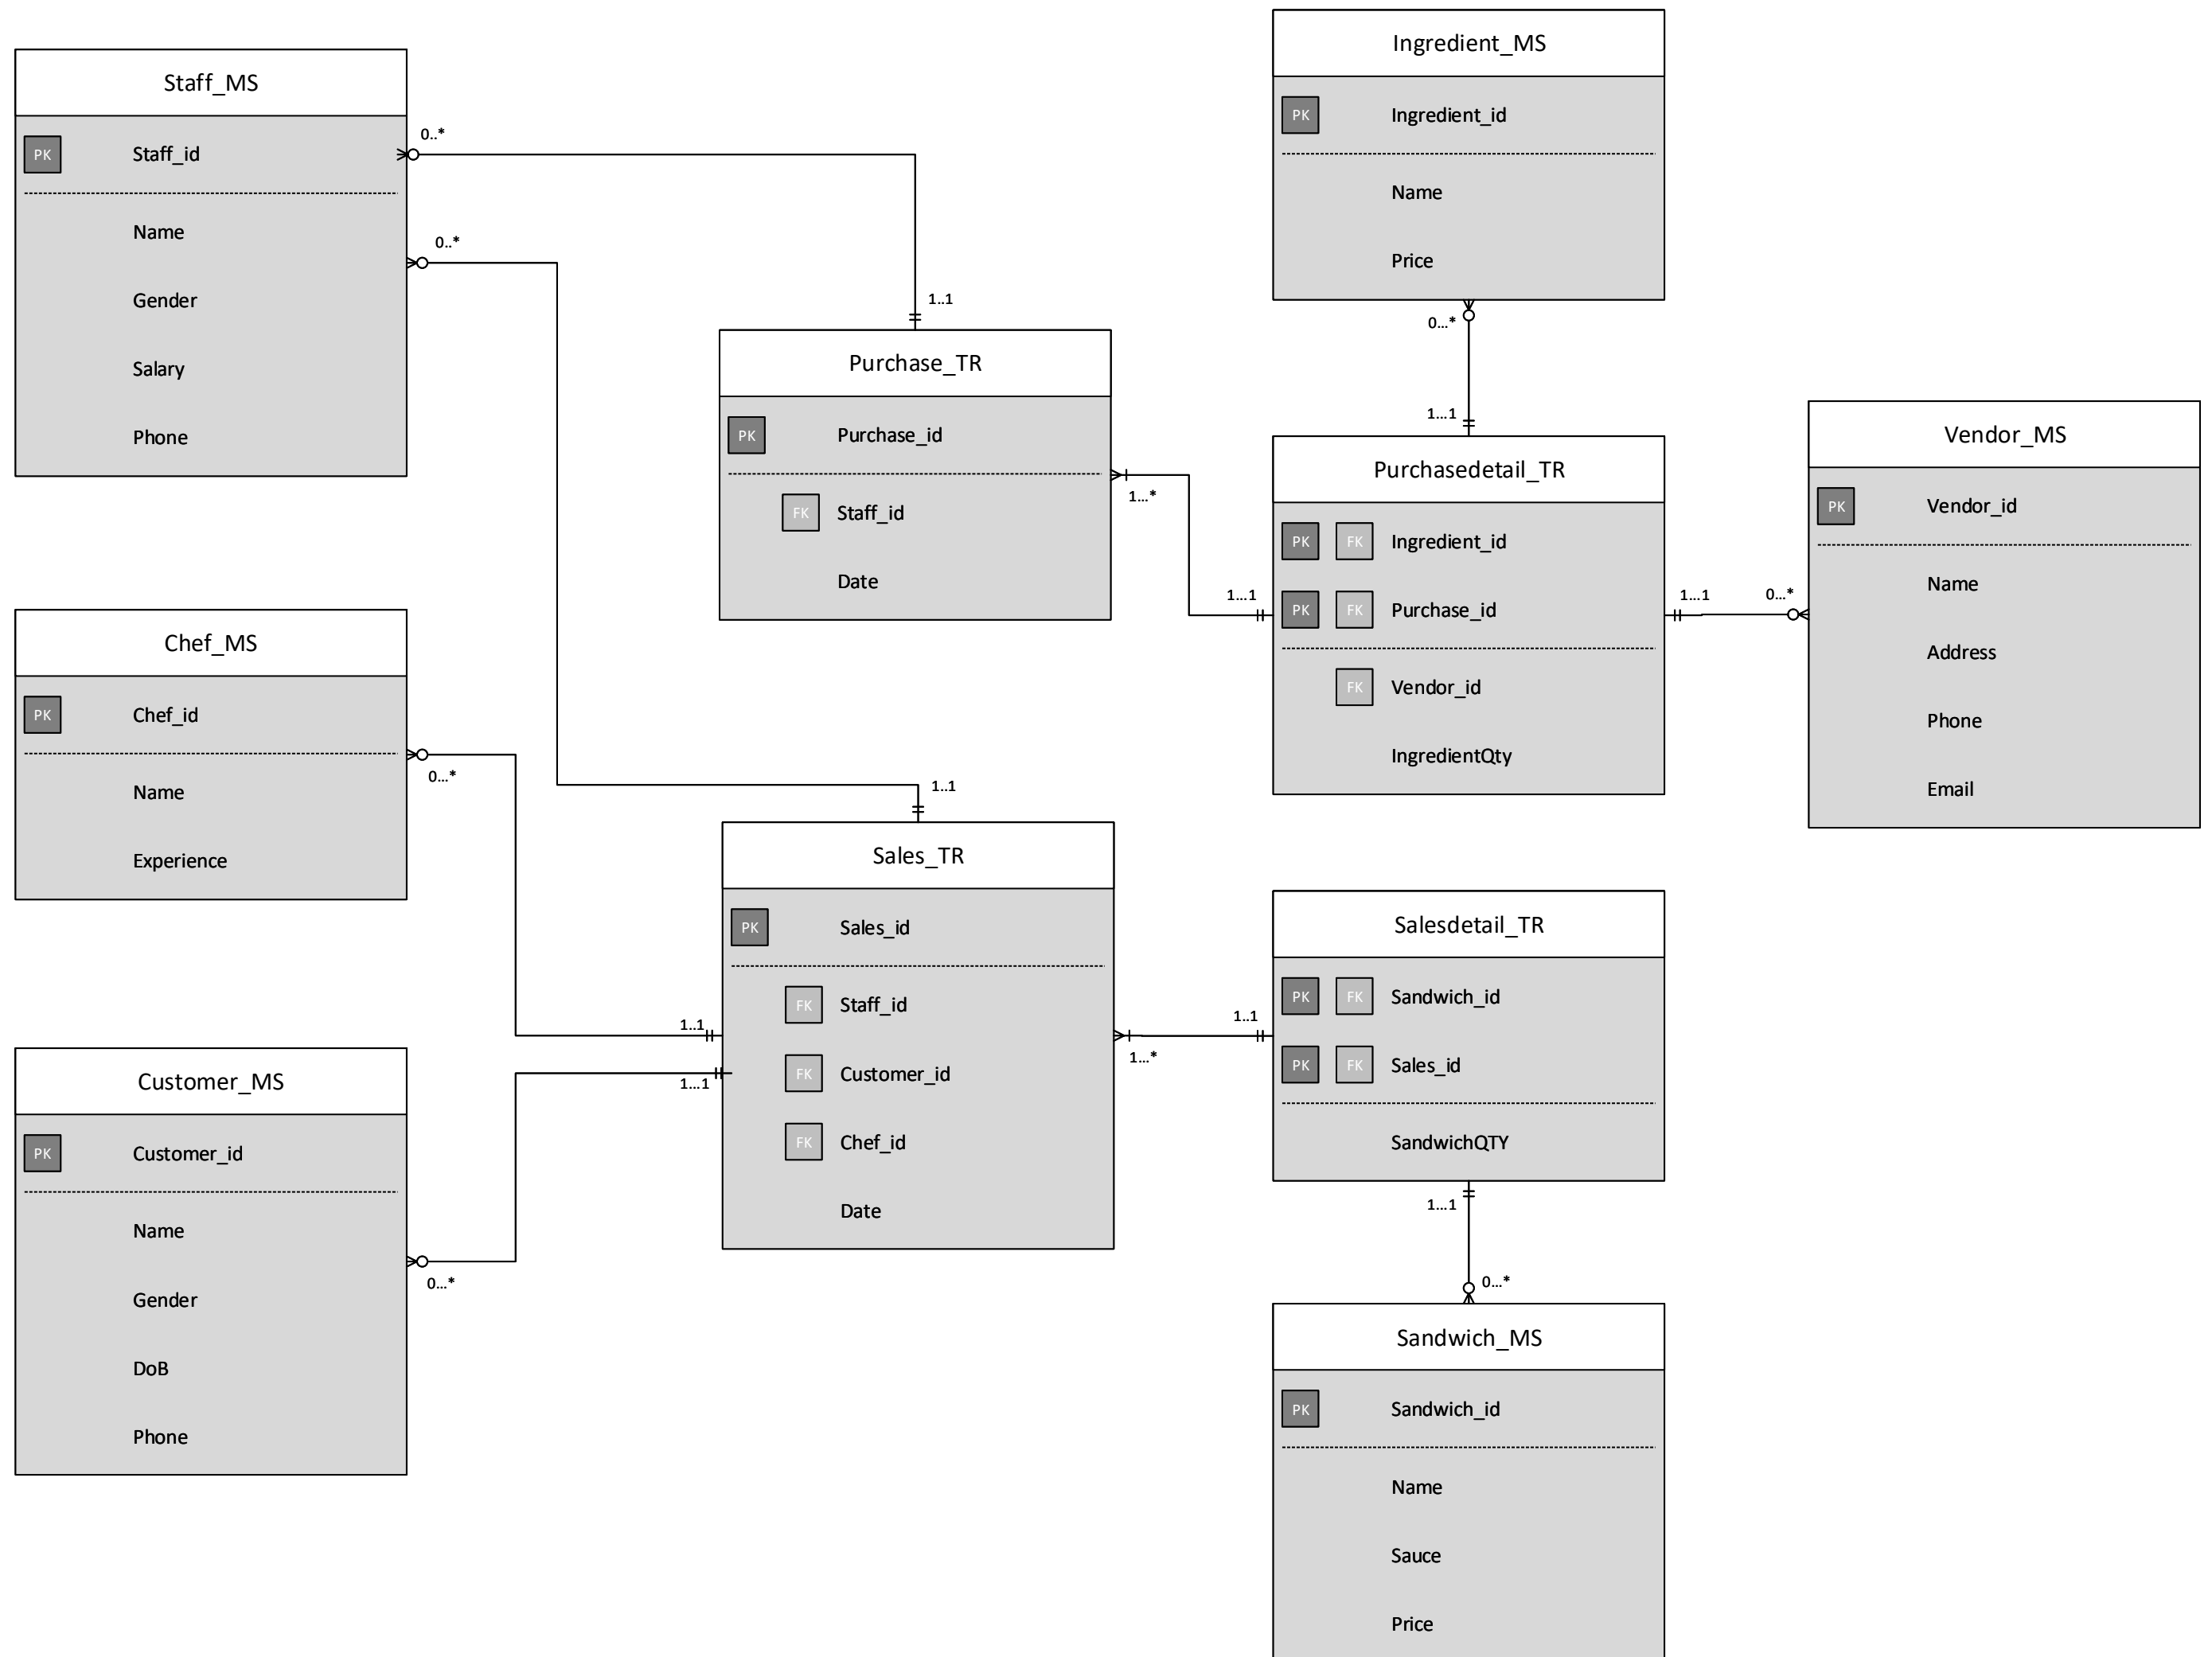 Staff_MS
PK Staff_id
Name
Gender
Salary
Phone
0..*
0..*
1..1
Purchase_TR
PK Purchase_id
FK Staff_id
Date
1...*
1...1
Ingredient_MS
PK Ingredient_id
Name
Price
0...*
1...1
Purchasedetail_TR
PK FK Ingredient_id
PK FK Purchase_id
FK Vendor_id
IngredientQty
1...1
0...*
Vendor_MS
PK Vendor_id
Name
Address
Phone
Email
Chef_MS
PK Chef_id
Name
Experience
0...*
1..1
1..1
Sales_TR
PK Sales_id
FK Staff_id
FK Customer_id
FK Chef_id
Date
1...1
1...*
1..1
Customer_MS
PK Customer_id
Name
Gender
DoB
Phone
0...*
Salesdetail_TR
PK FK Sandwich_id
PK FK Sales_id
SandwichQTY
1...1
0...*
Sandwich_MS
PK Sandwich_id
Name
Sauce
Price